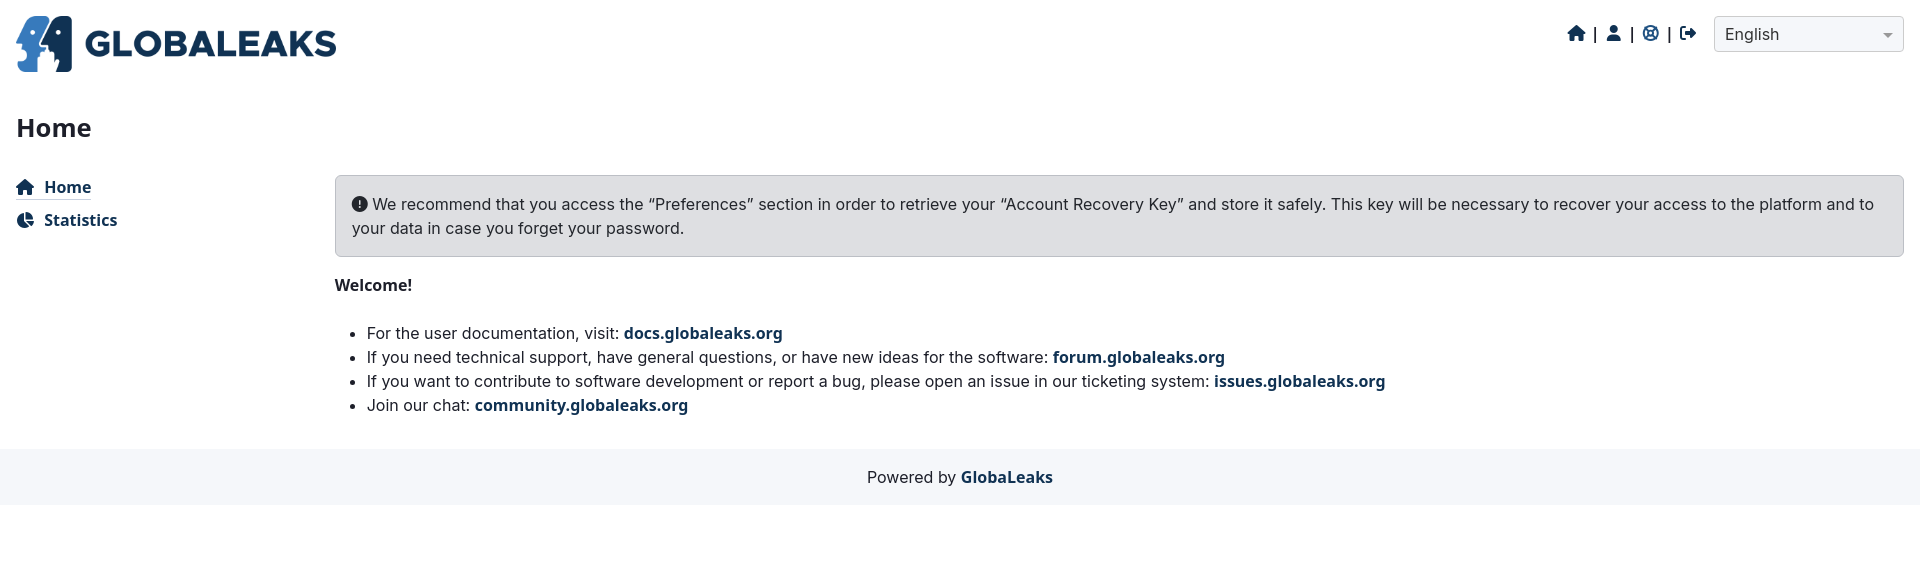 GLOBALEAKS
| | |
English
Home
Home
Statistics
We recommend that you access the “Preferences” section in order to retrieve your “Account Recovery Key” and store it safely. This key will be necessary to recover your access to the platform and to
your data in case you forget your password.
Welcome!
• For the user documentation, visit: docs.globaleaks.org
• If you need technical support, have general questions, or have new ideas for the software: forum.globaleaks.org
• If you want to contribute to software development or report a bug, please open an issue in our ticketing system: issues.globaleaks.org
• Join our chat: community.globaleaks.org
Powered by GlobaLeaks